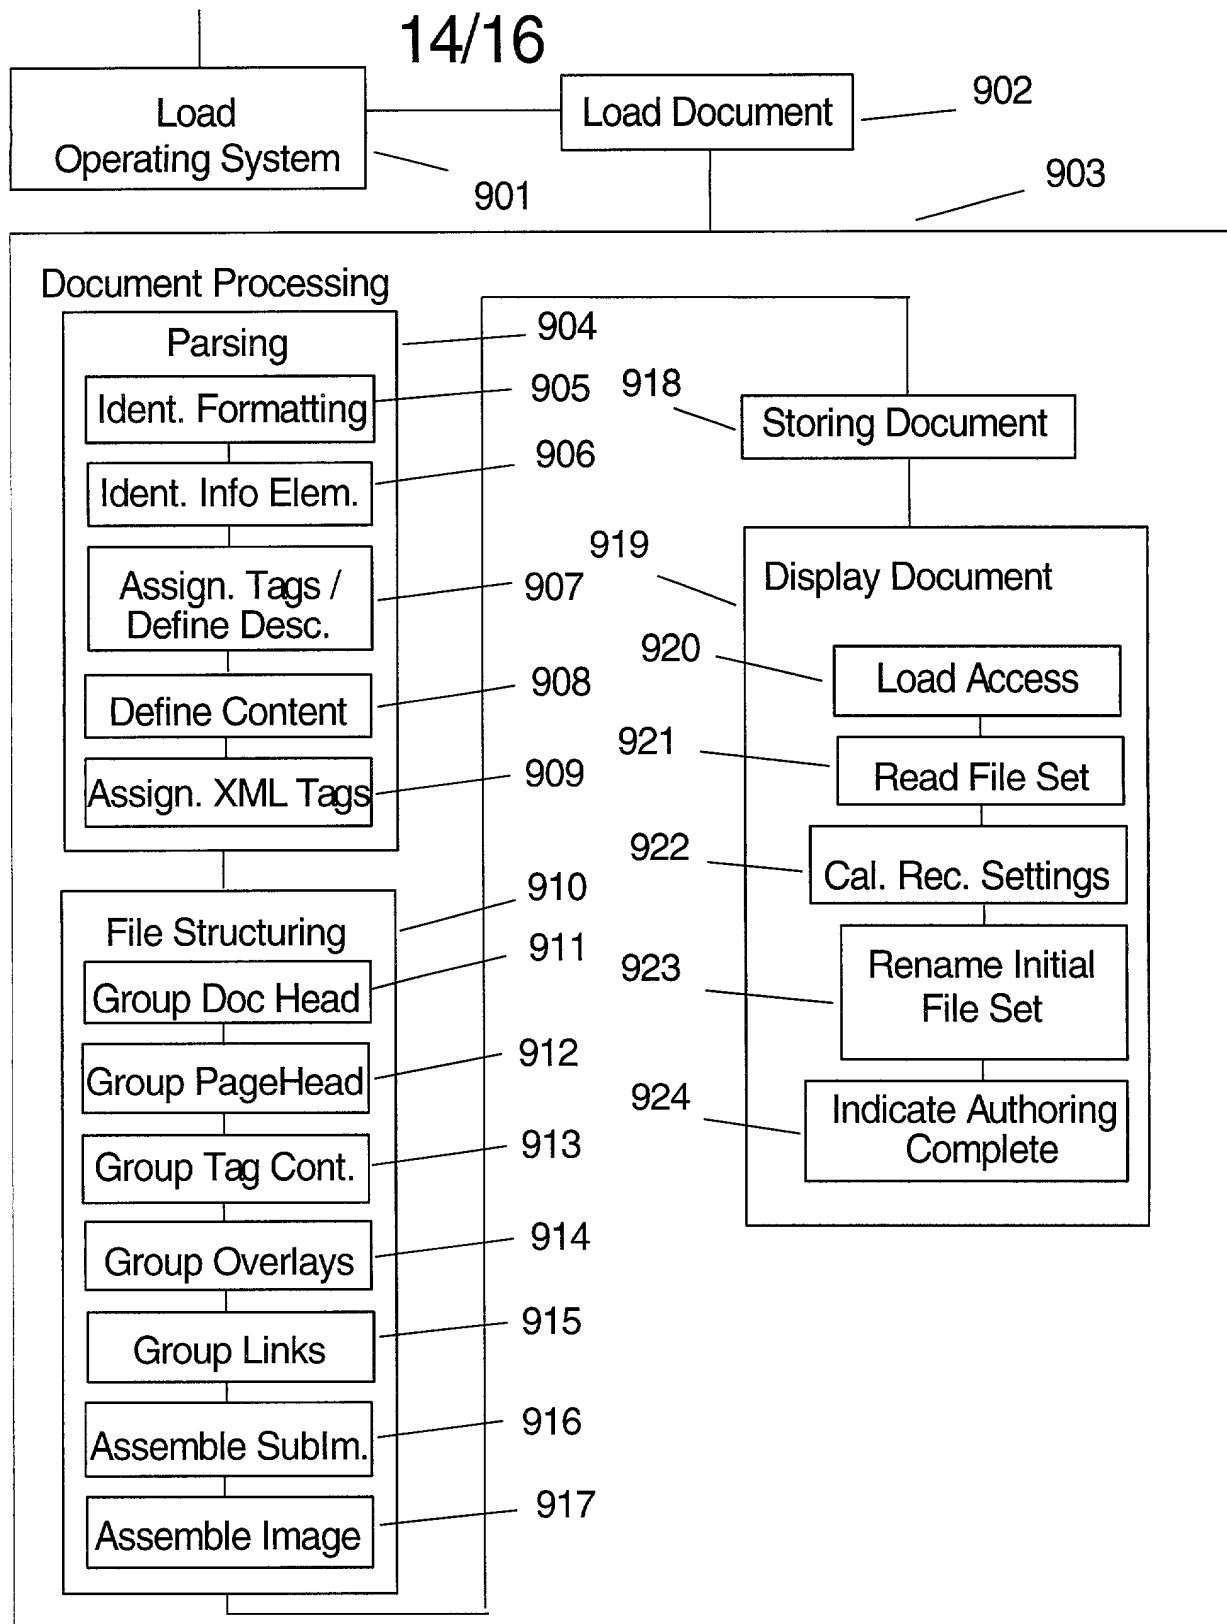 14/16
Load
Operating System
901
Load Document
902
903
Document Processing
Parsing
904
Ident. Formatting
905
Ident. Info Elem.
906
Assign. Tags /
Define Desc.
907
Define Content
908
Assign. XML Tags
909
File Structuring
910
Group Doc Head
911
Group PageHead
912
Group Tag Cont.
913
Group Overlays
914
Group Links
915
Assemble SubIm.
916
Assemble Image
917
918
Storing Document
919
Display Document
920
Load Access
921
Read File Set
922
Cal. Rec. Settings
923
Rename Initial
File Set
924
Indicate Authoring
Complete